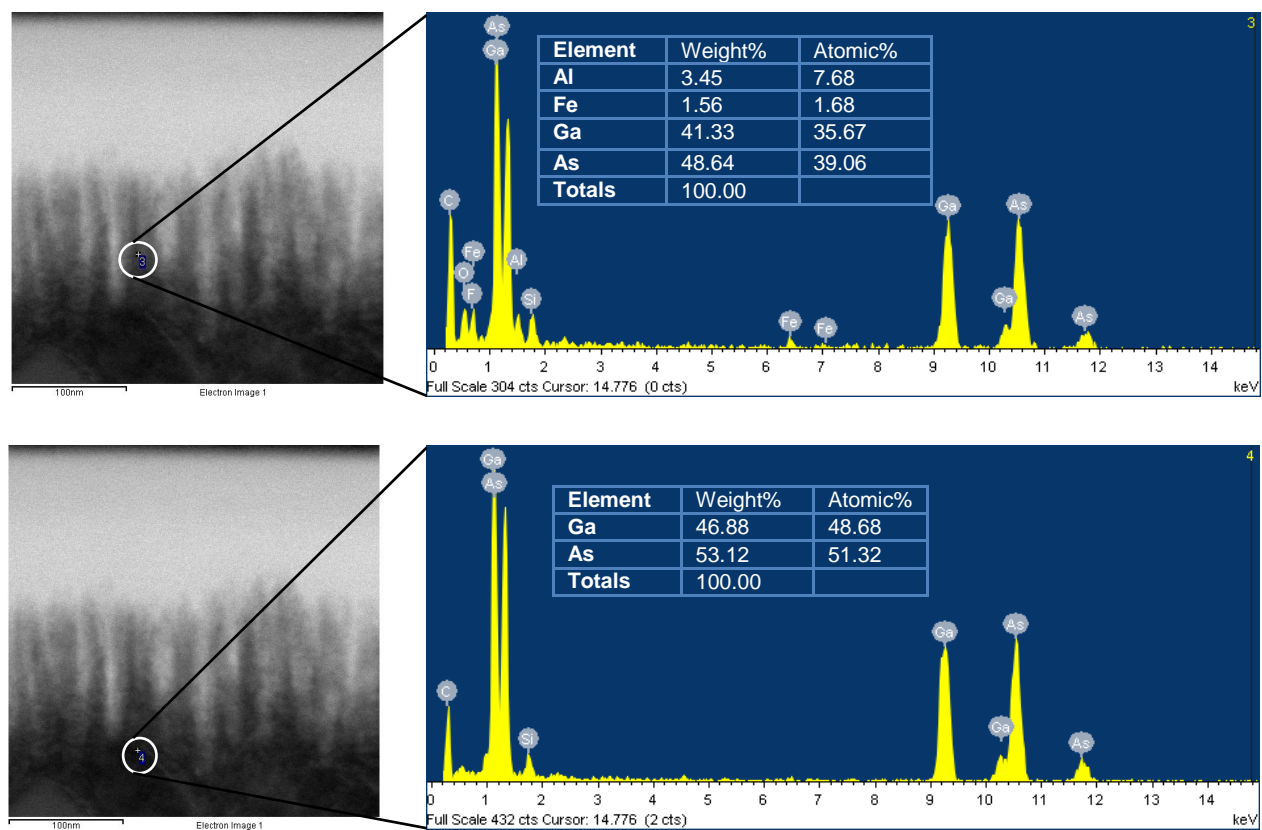 3
As
Ga
Element Weight% Atomic%
Al 3.45 7.68
Fe 1.56 1.68
Ga 41.33 35.67
As 48.64 39.06
Totals 100.00
C
Fe
O
F
Al
Si
Fe
Fe
Ga
Ga
As
As
3
0 1 2 3 4 5 6 7 8 9 10 11 12 13 14
Full Scale 304 cts Cursor: 14.776 (0 cts) keV
100nm Electron Image 1
4
Ga
As
Element Weight% Atomic%
Ga 46.88 48.68
As 53.12 51.32
Totals 100.00
C
Si
Ga
Ga
As
As
4
0 1 2 3 4 5 6 7 8 9 10 11 12 13 14
Full Scale 432 cts Cursor: 14.776 (2 cts) keV
100nm Electron Image 1